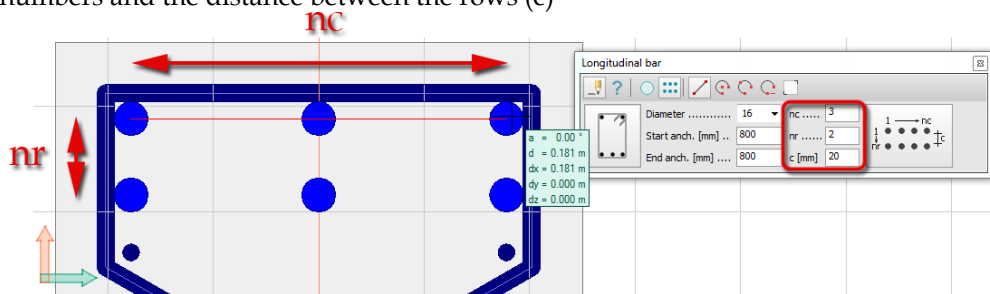 numbers and the distance between the rows (c)
nc
nr
a = 0.00 °
d = 0.181 m
dx = 0.181 m
dy = 0.000 m
dz = 0.000 m
Longitudinal bar
?
Diameter ............ 16
Start anch. [mm] .. 800
End anch. [mm] .... 800
nc ..... 3
nr ...... 2
c [mm] 20
1 nc
1
nr
c